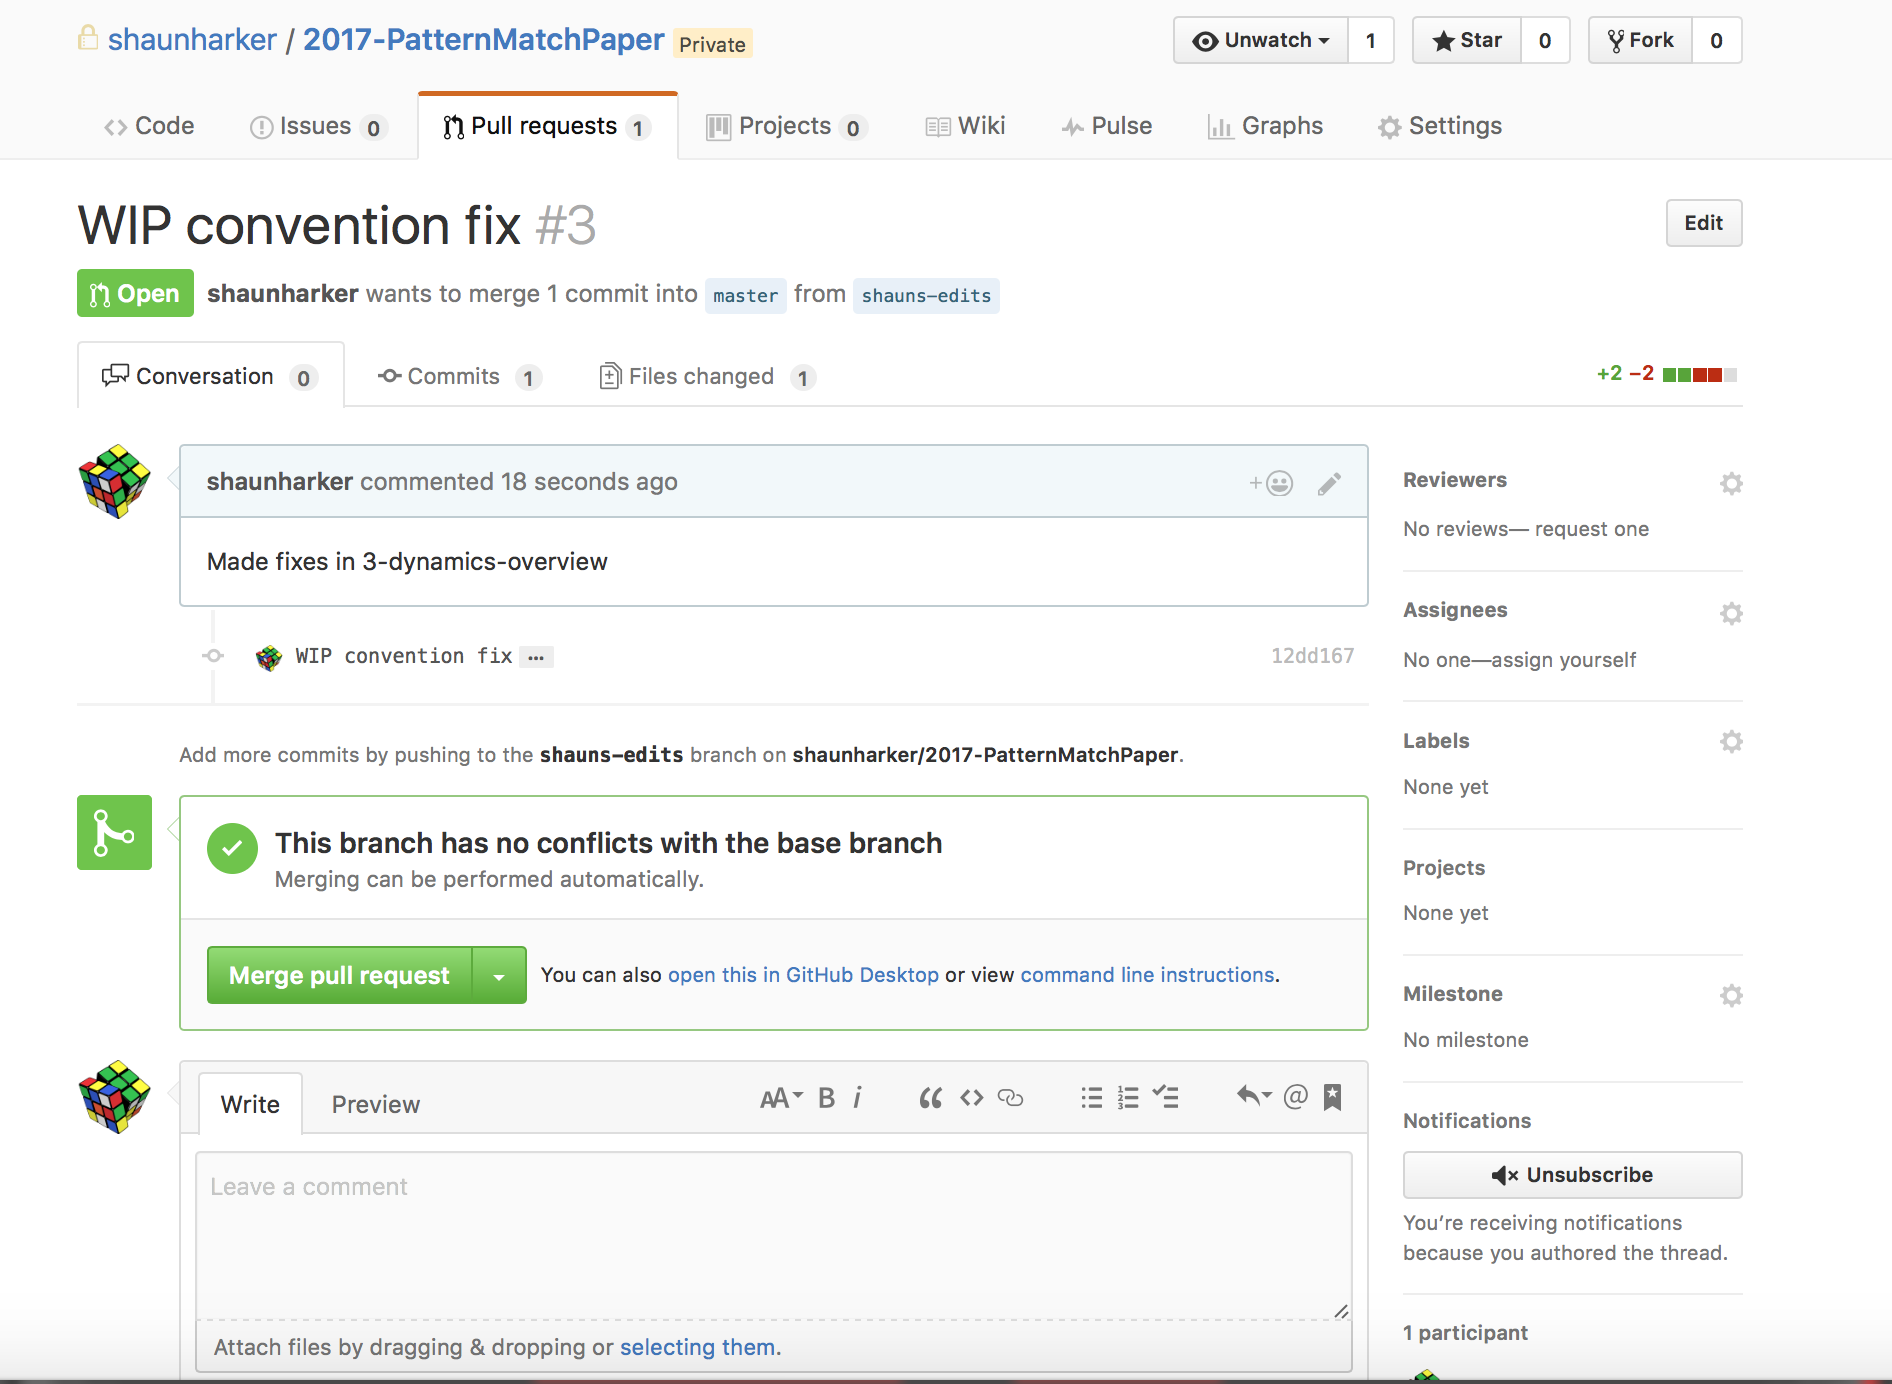 shaunharker / 2017-PatternMatchPaper Private
Unwatch 1 Star 0 Fork 0
Code Issues 0 Pull requests 1 Projects 0 Wiki Pulse Graphs Settings
WIP convention fix #3
Edit
Open shaunharker wants to merge 1 commit into master from shauns-edits
Conversation 0 Commits 1 Files changed 1
+2 −2
shaunharker commented 18 seconds ago
Made fixes in 3-dynamics-overview
WIP convention fix …
12dd167
Add more commits by pushing to the shauns-edits branch on shaunharker/2017-PatternMatchPaper.
This branch has no conflicts with the base branch
Merging can be performed automatically.
Merge pull request You can also open this in GitHub Desktop or view command line instructions.
Write Preview
AA B i
Leave a comment
Attach files by dragging & dropping or selecting them.
Reviewers
No reviews— request one
Assignees
No one—assign yourself
Labels
None yet
Projects
None yet
Milestone
No milestone
Notifications
Unsubscribe
You’re receiving notifications
because you authored the thread.
1 participant